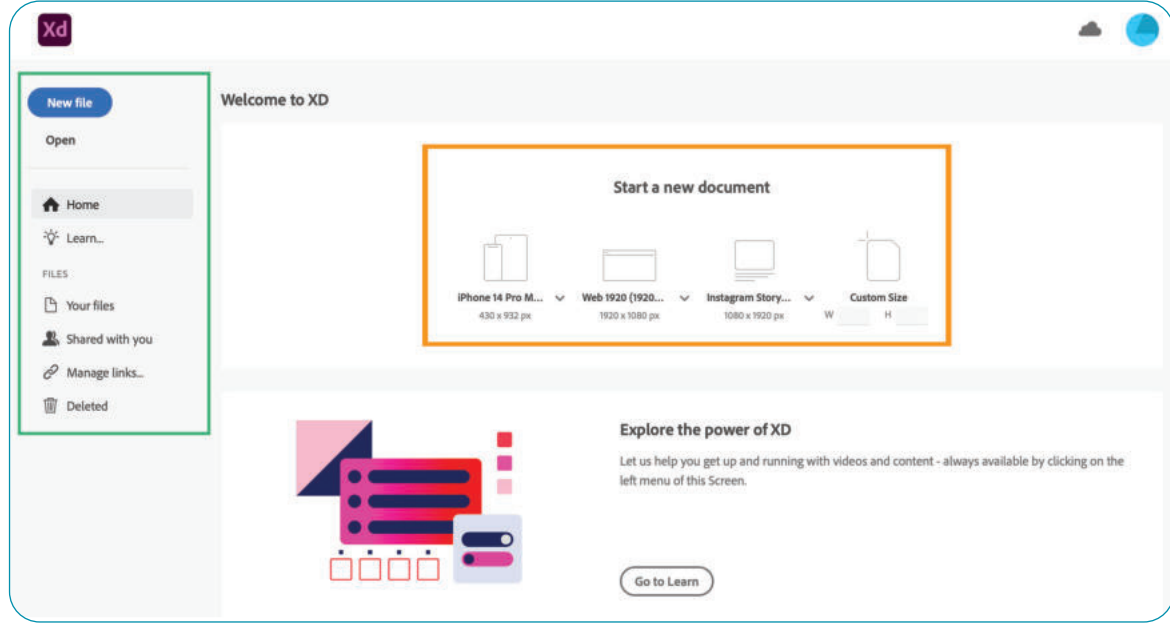 Xd
New file
Open
Home
Learn...
FILES
Your files
Shared with you
Manage links...
Deleted
Welcome to XD
Start a new document
iPhone 14 Pro M...
430 x 932 px
Web 1920 (1920...
1920 x 1080 px
Instagram Story...
1080 x 1920 px
Custom Size
W H
Explore the power of XD
Let us help you get up and running with videos and content - always available by clicking on the
left menu of this Screen.
Go to Learn